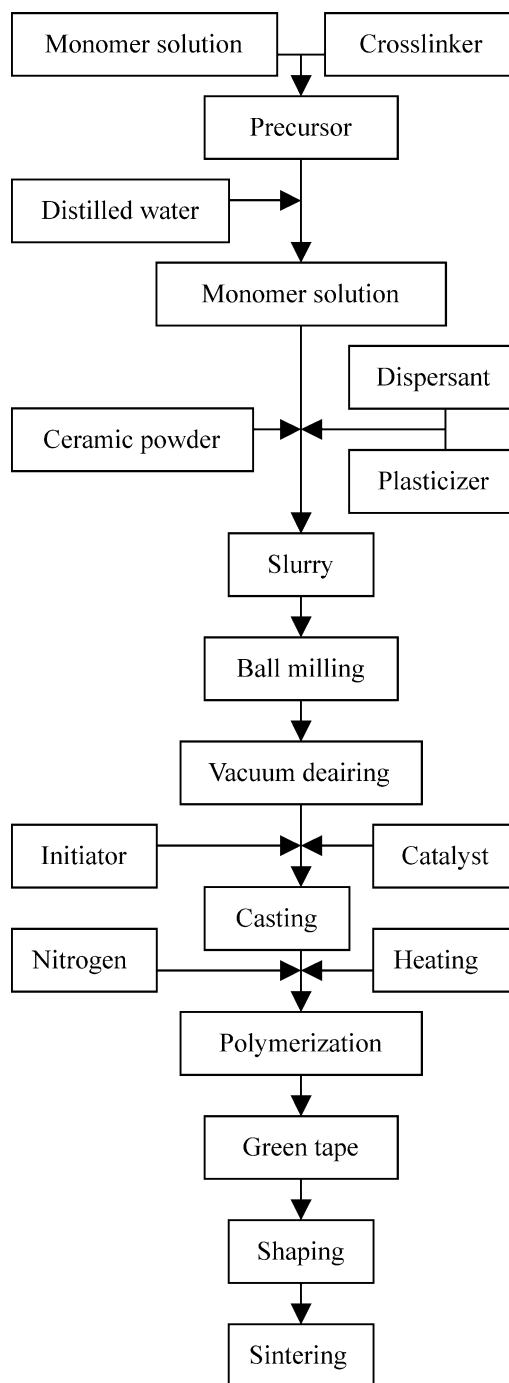 Monomer solution
Crosslinker
Precursor
Distilled water
Monomer solution
Dispersant
Ceramic powder
Plasticizer
Slurry
Ball milling
Vacuum deairing
Initiator
Catalyst
Casting
Nitrogen
Heating
Polymerization
Green tape
Shaping
Sintering